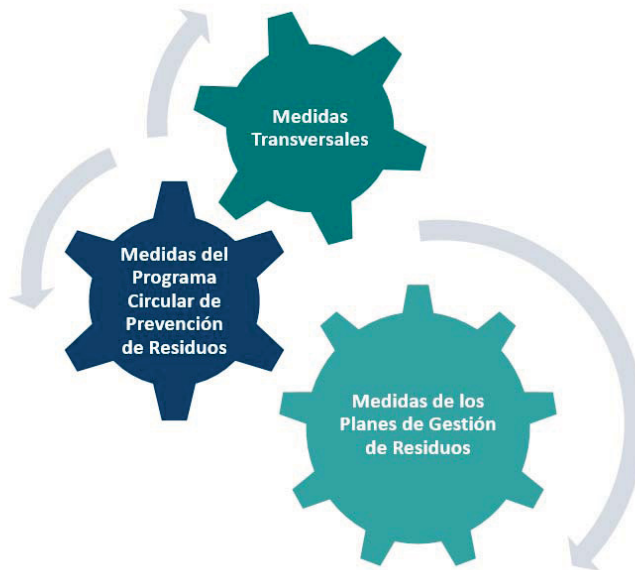 Medidas
Transversales
Medidas del
Programa
Circular de
Prevención
de Residuos
Medidas de los
Planes de Gestión
de Residuos